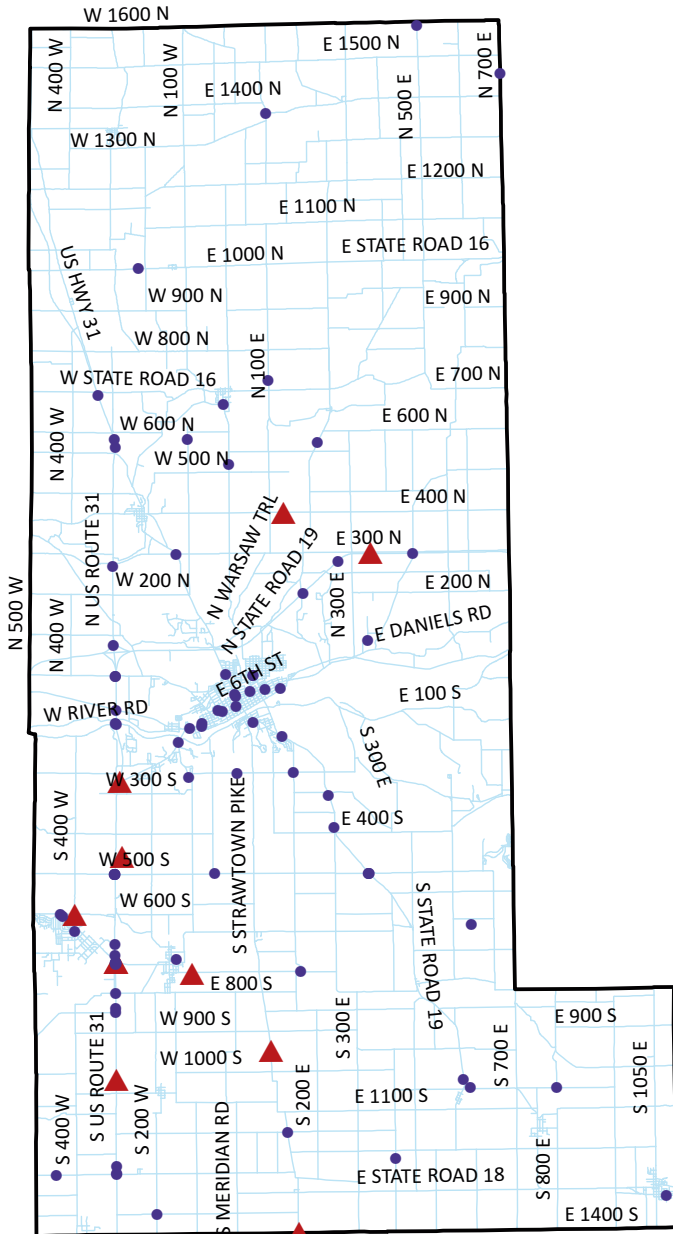 W 1600 N
E 1500 N
N 400 W
N 100 W
N 500 E
N 700 E
E 1400 N
W 1300 N
E 1200 N
E 1100 N
E STATE ROAD 16
E 1000 N
US HWY 31
W 900 N
E 900 N
W 800 N
W STATE ROAD 16
N 100 E
E 700 N
W 600 N
E 600 N
N 400 W
W 500 N
E 400 N
N WARSAW TRL
N STATE ROAD 19
N US ROUTE 31
E 300 N
W 200 N
N 300 E
E 200 N
N 500 W
N 400 W
E DANIELS RD
E 6TH ST
E 100 S
W RIVER RD
S 300 E
W 300 S
S 400 W
S STRAWTOWN PIKE
E 400 S
W 500 S
W 600 S
S STATE ROAD 19
E 800 S
W 900 S
S 300 E
E 900 S
W 1000 S
S US ROUTE 31
S 700 E
S 1050 E
S 400 W
S 200 W
S 200 E
E 1100 S
S MERIDIAN RD
E STATE ROAD 18
S 800 E
E 1400 S